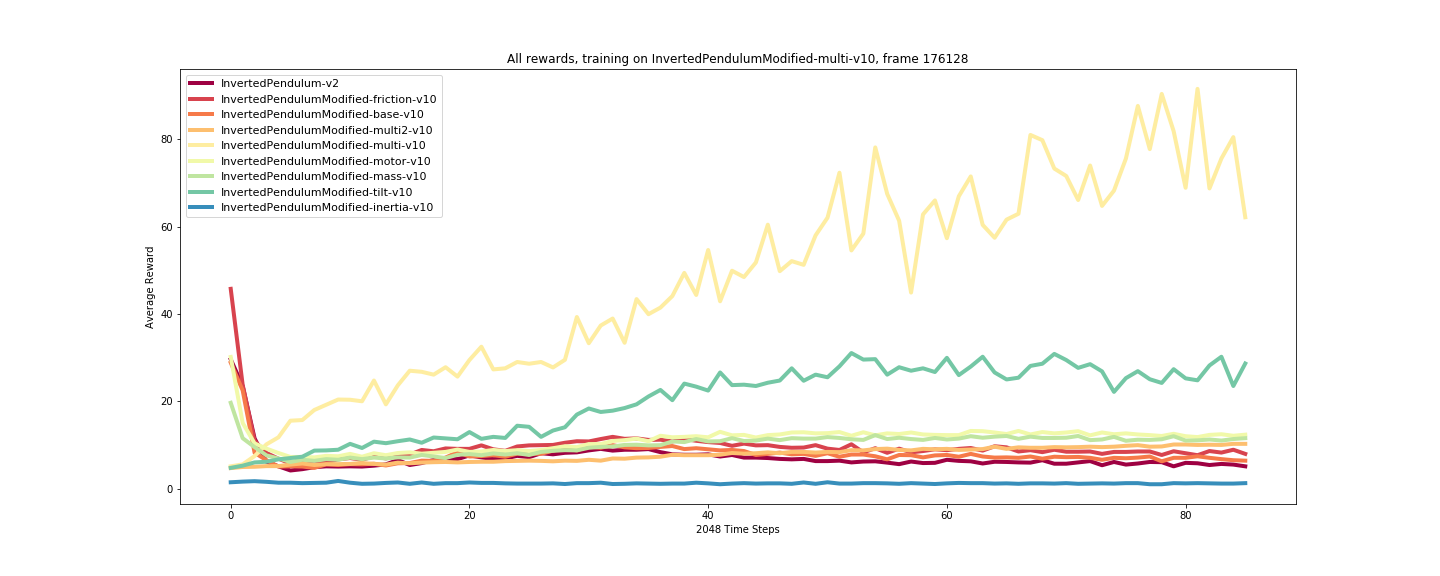 All rewards, training on InvertedPendulumModified-multi-v10, frame 176128
InvertedPendulum-v2
InvertedPendulumModified-friction-v10
InvertedPendulumModified-base-v10
InvertedPendulumModified-multi2-v10
InvertedPendulumModified-multi-v10
InvertedPendulumModified-motor-v10
InvertedPendulumModified-mass-v10
InvertedPendulumModified-tilt-v10
InvertedPendulumModified-inertia-v10
Average Reward
80
60
40
20
0
0 20 40 60 80
2048 Time Steps